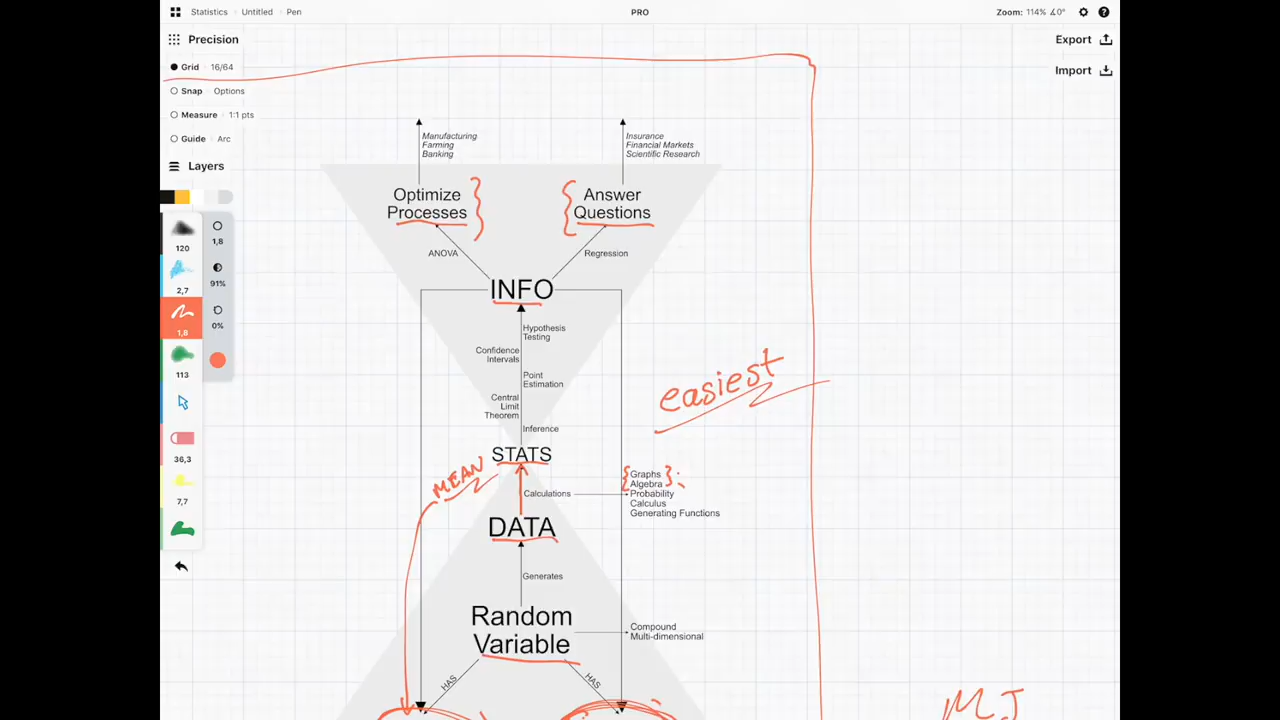 Statistics Untitled Pen PRO Zoom: 114% ∡0°
Precision
Export
Import
Grid 16/64
Snap Options
Measure 1:1 pts
Guide Arc
Layers
120
2,7
1,8
113
36,3
7,7
1,8
91%
0%
Manufacturing
Farming
Banking
Insurance
Financial Markets
Scientific Research
Optimize
Processes
Answer
Questions
ANOVA
Regression
INFO
Hypothesis
Testing
Confidence
Intervals
Point
Estimation
Central
Limit
Theorem
Inference
easiest
STATS
MEAN
Calculations
Graphs
Algebra
Probability
Calculus
Generating Functions
DATA
Generates
Random
Variable
Compound
Multi-dimensional
HAS
HAS
MJ